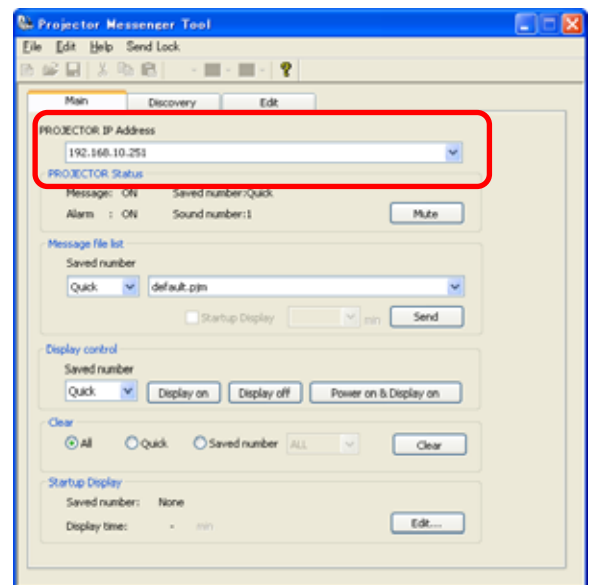 Projector Messenger Tool
File Edit Help Send Lock
Main Discovery Edit
PROJECTOR IP Address
192.168.10.251
PROJECTOR Status
Message: ON Saved number:Quick
Alarm : ON Sound number:1 Mute
Message file list
Saved number
Quick default.pjm
Startup Display min Send
Display control
Saved number
Quick Display on Display off Power on & Display on
Clear
All Quick Saved number ALL Clear
Startup Display
Saved number: None
Display time: - min Edit...